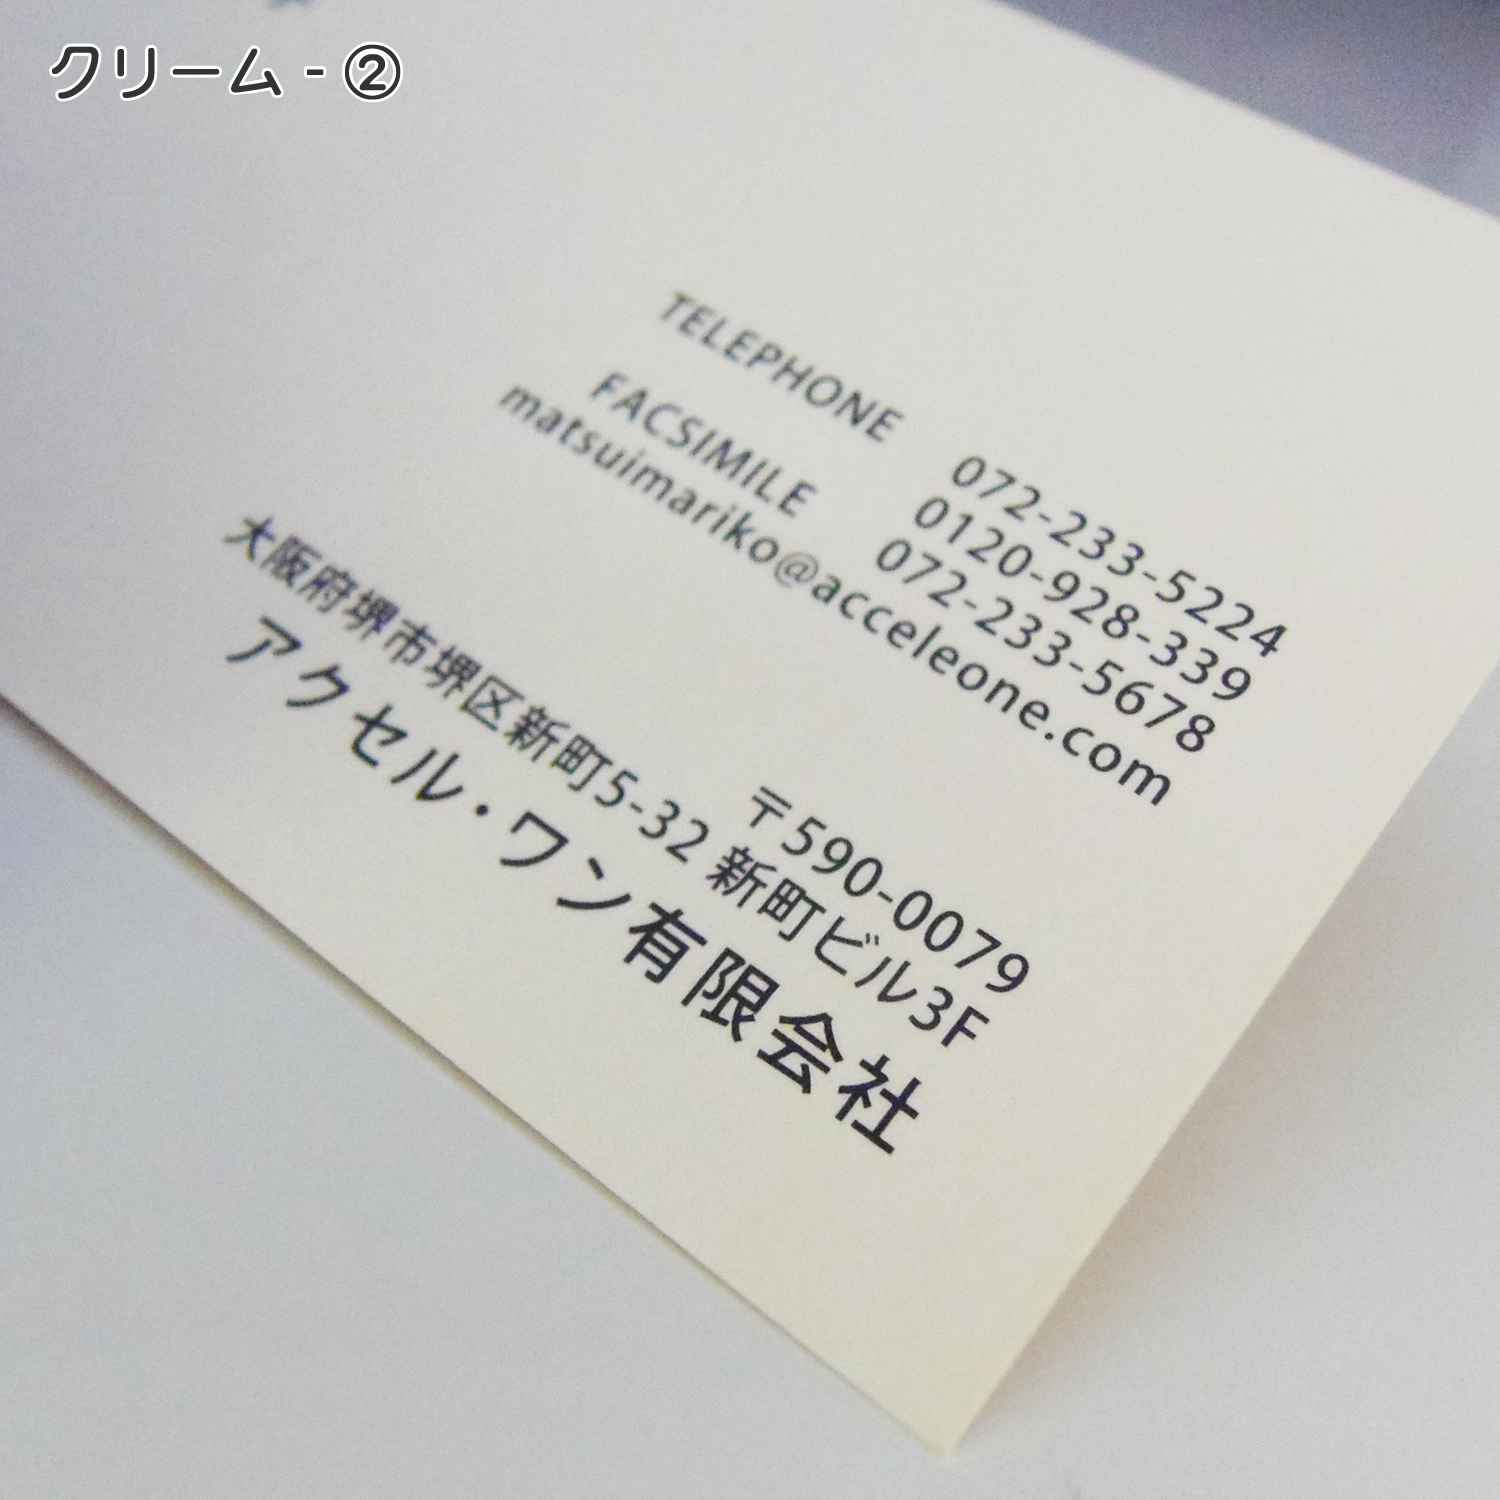 クリーム - ②
TELEPHONE 072-233-5224
0120-928-339
FACSIMILE 072-233-5678
matsuimariko@acceleone.com
〒590-0079
大阪府堺市堺区新町5-32 新町ビル3F
アクセル・ワン有限会社